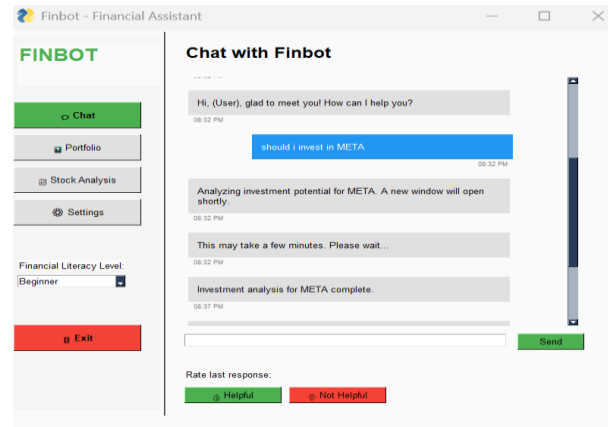 Finbot - Financial Assistant
FINBOT
Chat
Portfolio
Stock Analysis
Settings
Financial Literacy Level:
Beginner
Exit
Chat with Finbot
Hi, (User), glad to meet you! How can I help you?
08:32 PM
should i invest in META
08:32 PM
Analyzing investment potential for META. A new window will open
shortly.
08:32 PM
This may take a few minutes. Please wait...
08:32 PM
Investment analysis for META complete.
08:37 PM
Send
Rate last response:
Helpful
Not Helpful